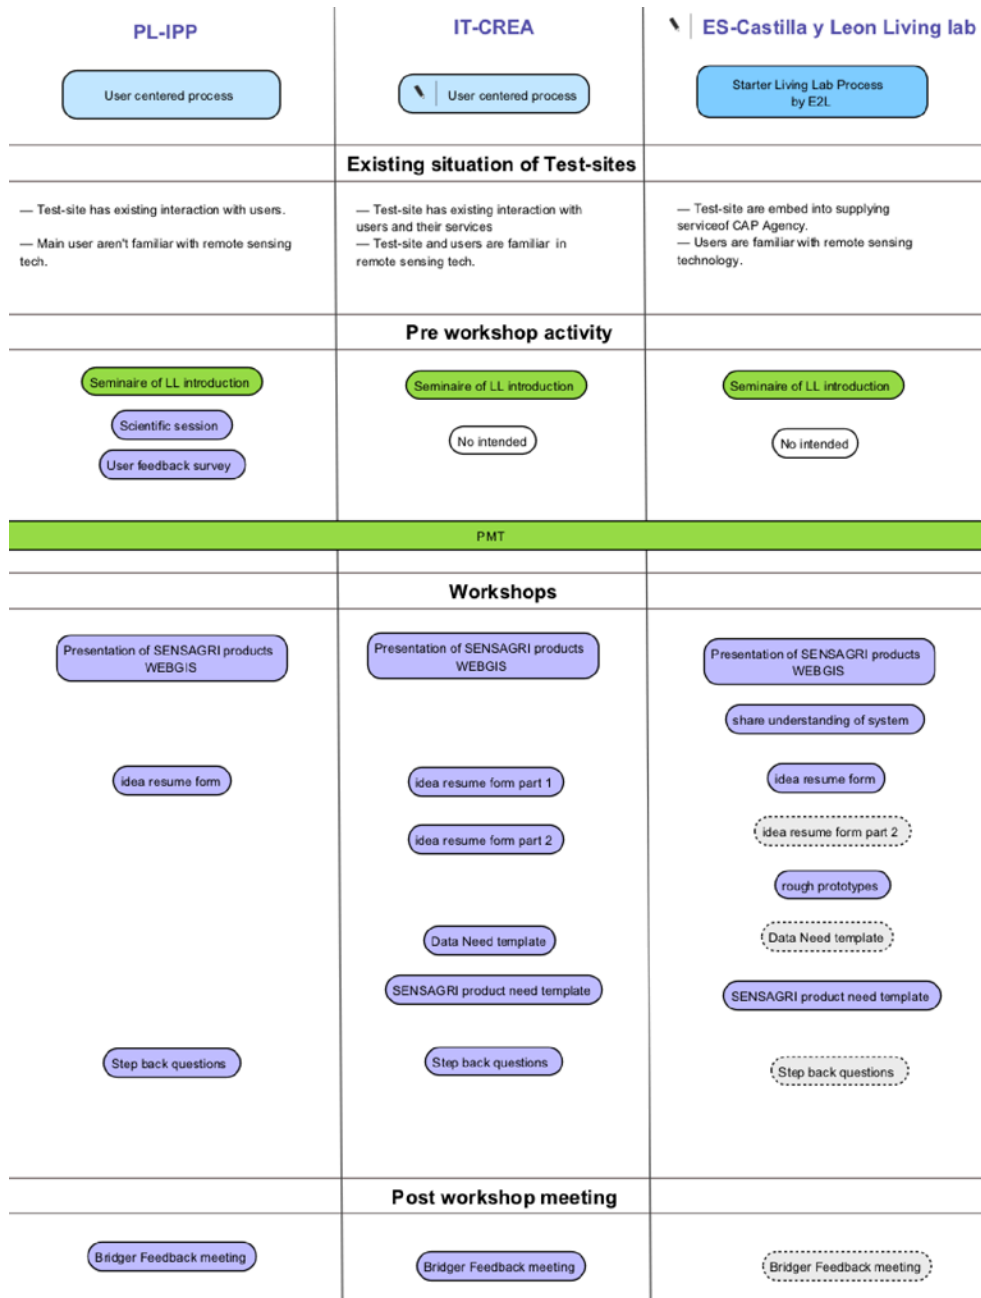 PL-IPP
IT-CREA
ES-Castilla y Leon Living lab
User centered process
User centered process
Starter Living Lab Process
by E2L
Existing situation of Test-sites
— Test-site has existing interaction with users.
— Main user aren't familiar with remote sensing
tech.
— Test-site has existing interaction with
users and their services
— Test-site and users are familiar in
remote sensing tech.
— Test-site are embed into supplying
serviceof CAP Agency.
— Users are familiar with remote sensing
technology.
Pre workshop activity
Seminaire of LL introduction
Scientific session
User feedback survey
Seminaire of LL introduction
No intended
Seminaire of LL introduction
No intended
PMT
Workshops
Presentation of SENSAGRI products
WEBGIS
idea resume form
Step back questions
Presentation of SENSAGRI products
WEBGIS
idea resume form part 1
idea resume form part 2
Data Need template
SENSAGRI product need template
Step back questions
Presentation of SENSAGRI products
WEBGIS
share understanding of system
idea resume form
idea resume form part 2
rough prototypes
Data Need template
SENSAGRI product need template
Step back questions
Post workshop meeting
Bridger Feedback meeting
Bridger Feedback meeting
Bridger Feedback meeting